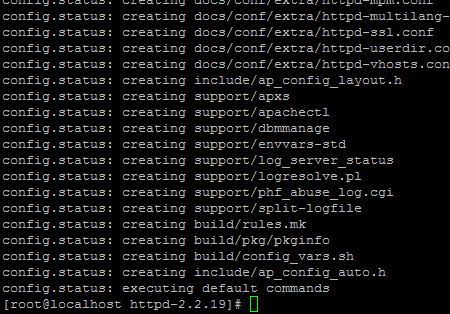 config.status: creating docs/conf/extra/httpd-mpm.conf
config.status: creating docs/conf/extra/httpd-multilang-
config.status: creating docs/conf/extra/httpd-ssl.conf
config.status: creating docs/conf/extra/httpd-userdir.co
config.status: creating docs/conf/extra/httpd-vhosts.con
config.status: creating include/ap_config_layout.h
config.status: creating support/apxs
config.status: creating support/apachectl
config.status: creating support/dbmmanage
config.status: creating support/envvars-std
config.status: creating support/log_server_status
config.status: creating support/logresolve.pl
config.status: creating support/phf_abuse_log.cgi
config.status: creating support/split-logfile
config.status: creating build/rules.mk
config.status: creating build/pkg/pkginfo
config.status: creating build/config_vars.sh
config.status: creating include/ap_config_auto.h
config.status: executing default commands
[root@localhost httpd-2.2.19]#